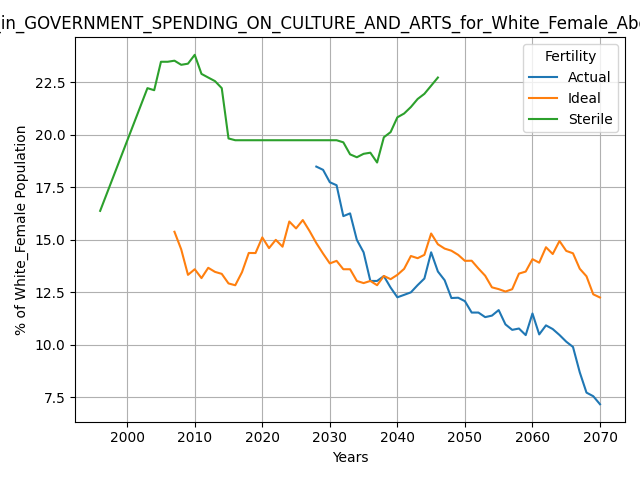 _in_GOVERNMENT_SPENDING_ON_CULTURE_AND_ARTS_for_White_Female_Abo
Fertility
Actual
Ideal
Sterile
% of White_Female Population
22.5
20.0
17.5
15.0
12.5
10.0
7.5
2000 2010 2020 2030 2040 2050 2060 2070
Years